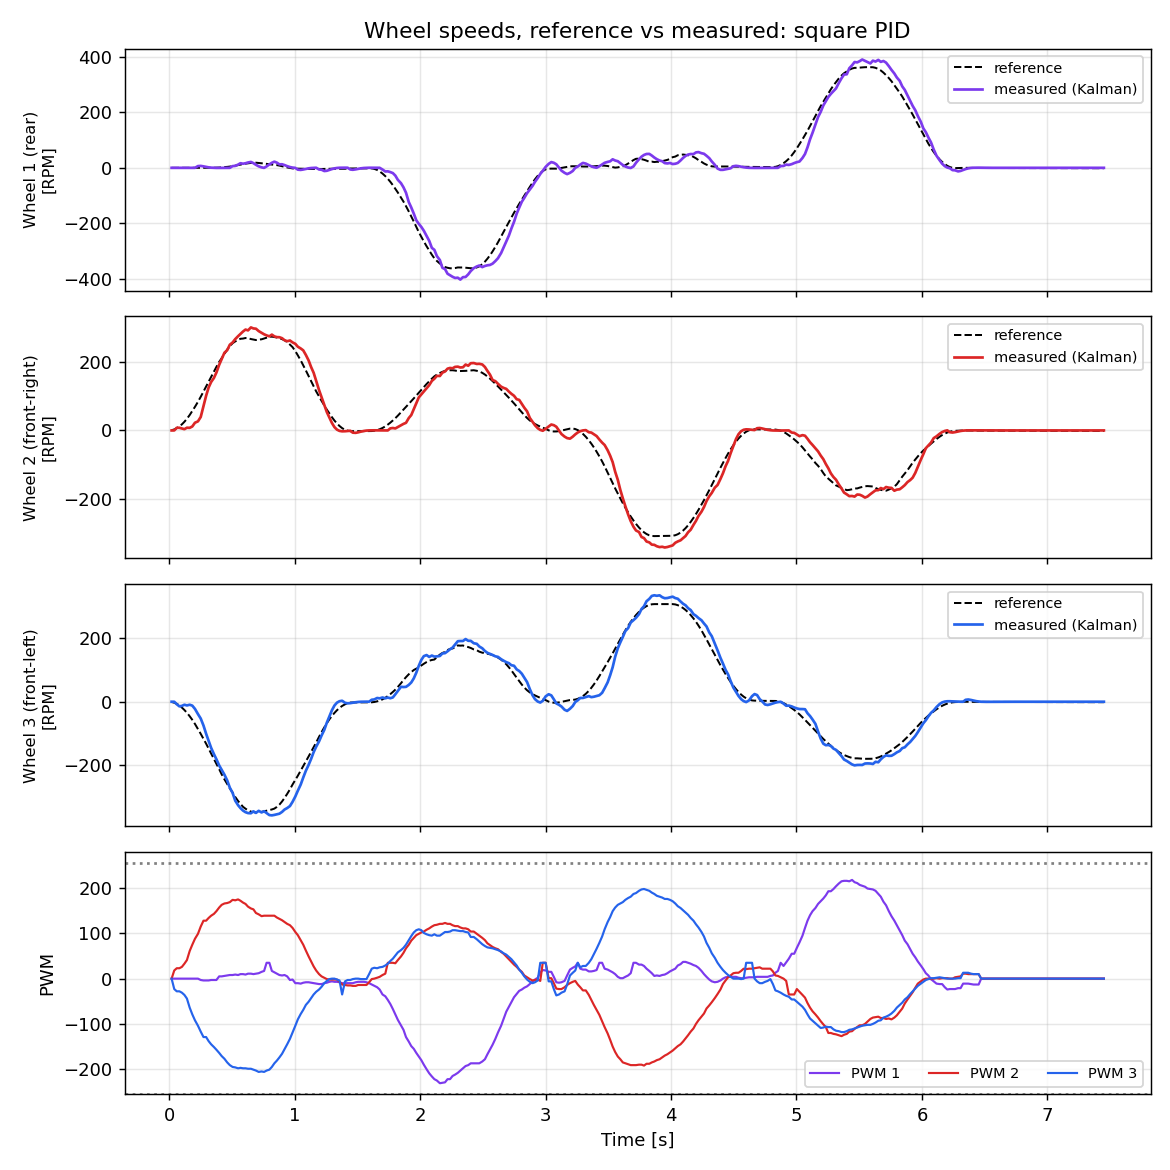 Wheel speeds, reference vs measured: square PID
Wheel 1 (rear)
[RPM]
400
200
0
−200
−400
reference
measured (Kalman)
Wheel 2 (front-right)
[RPM]
200
0
−200
reference
measured (Kalman)
Wheel 3 (front-left)
[RPM]
200
0
−200
reference
measured (Kalman)
PWM
200
100
0
−100
−200
PWM 1 PWM 2 PWM 3
0 1 2 3 4 5 6 7
Time [s]